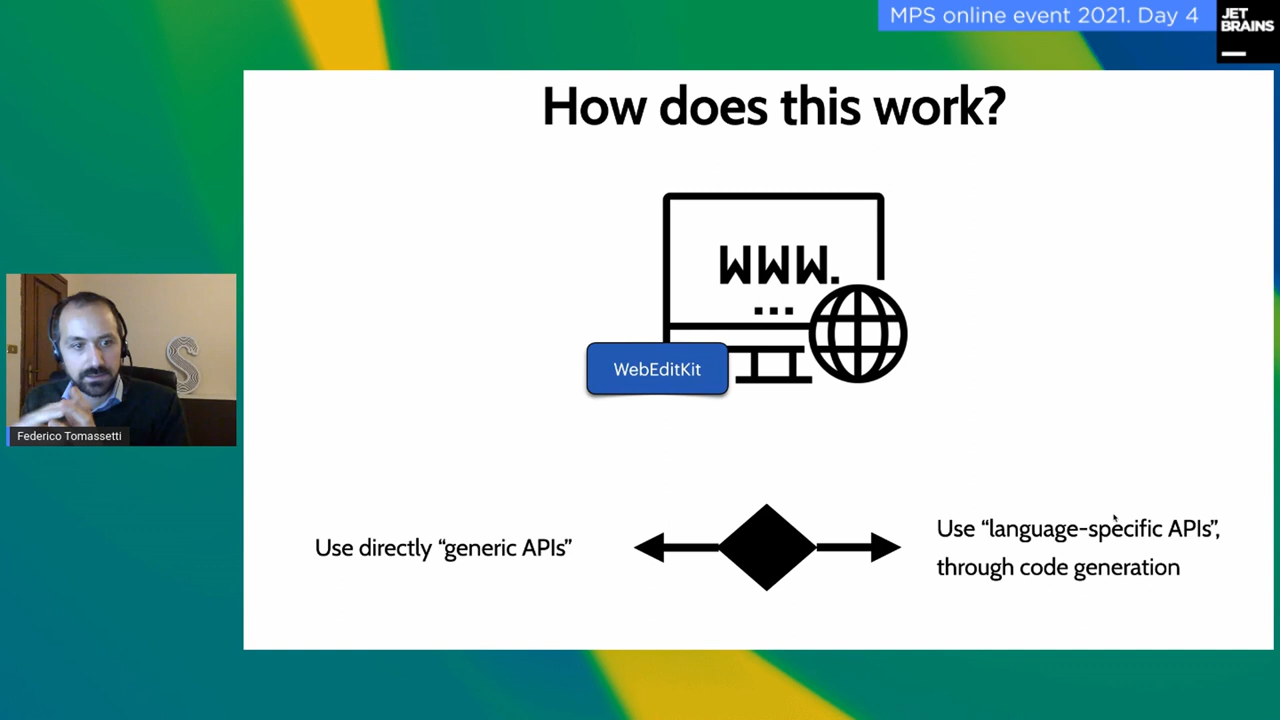 MPS online event 2021. Day 4
JET
BRAINS
How does this work?
www.
...
WebEditKit
Federico Tomassetti
Use directly “generic APIs”
Use “language-specific APIs”,
through code generation